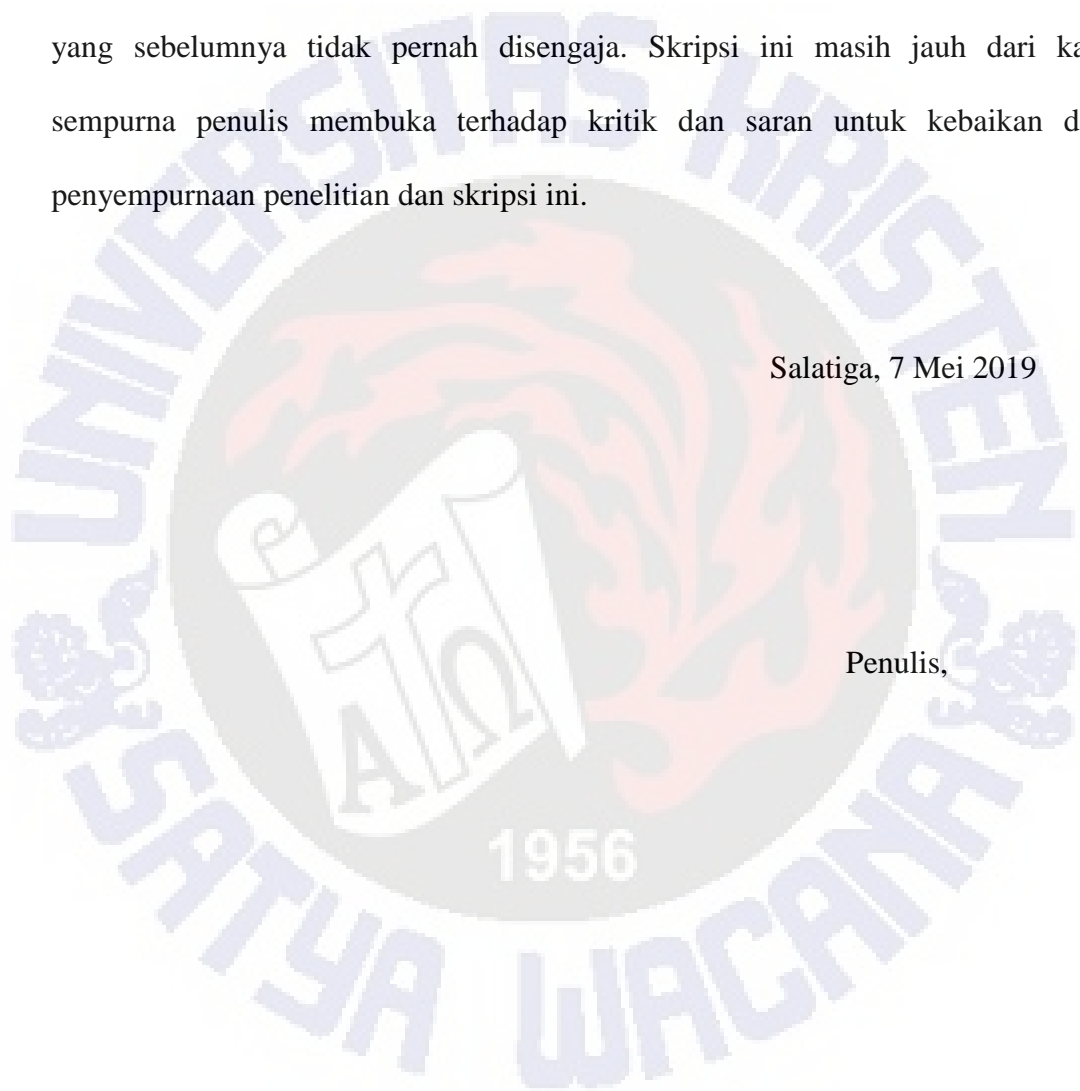 yang sebelumnya tidak pernah disengaja. Skripsi ini masih jauh dari ka
sempurna penulis membuka terhadap kritik dan saran untuk kebaikan d
penyempurnaan penelitian dan skripsi ini.
Salatiga, 7 Mei 2019
Penulis,
UNIVERSITAS KRISTEN
A Ω
1956
SATYA WACANA